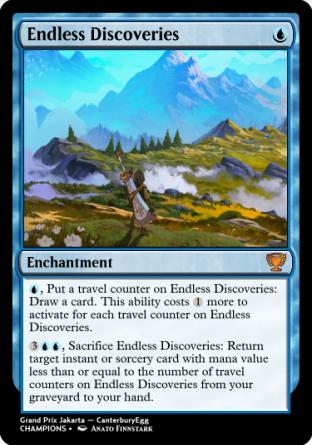 Endless Discoveries
Enchantment
, Put a travel counter on Endless Discoveries:
Draw a card. This ability costs 1 more to
activate for each travel counter on Endless
Discoveries.
3, Sacrifice Endless Discoveries: Return
target instant or sorcery card with mana value
less than or equal to the number of travel
counters on Endless Discoveries from your
graveyard to your hand.
Grand Prix Jakarta — CanterburyEgg
CHAMPIONS • Anato Finnstark